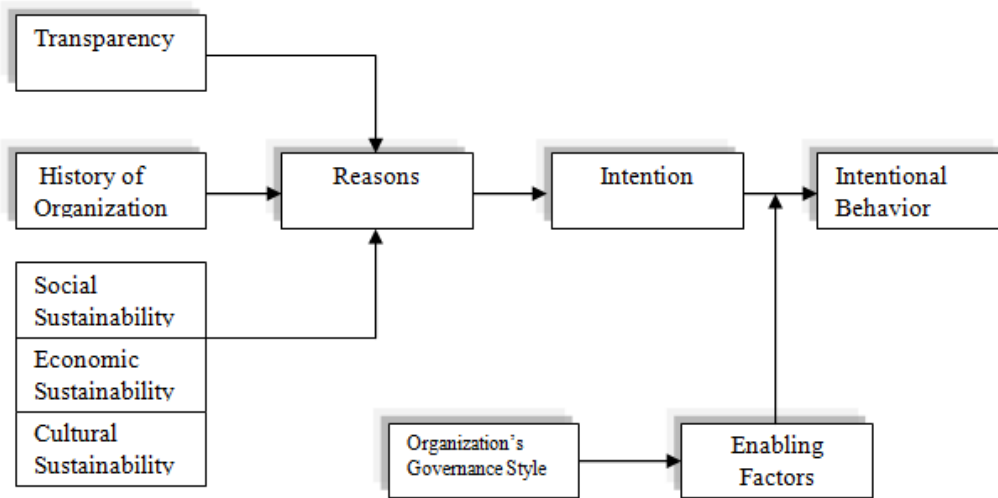 Transparency
History of
Organization
Reasons
Intention
Intentional
Behavior
Social
Sustainability
Economic
Sustainability
Cultural
Sustainability
Organization's
Governance Style
Enabling
Factors